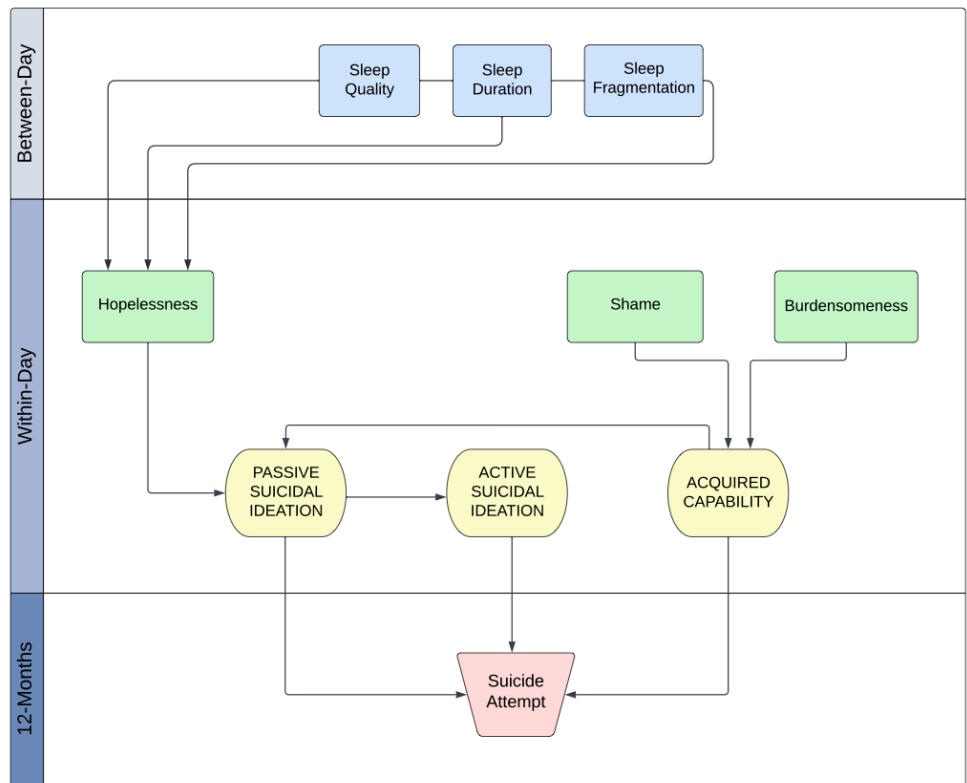 Between-Day
Sleep
Quality
Sleep
Duration
Sleep
Fragmentation
Within-Day
Hopelessness
Shame
Burdensomeness
PASSIVE
SUICIDAL
IDEATION
ACTIVE
SUICIDAL
IDEATION
ACQUIRED
CAPABILITY
12-Months
Suicide
Attempt